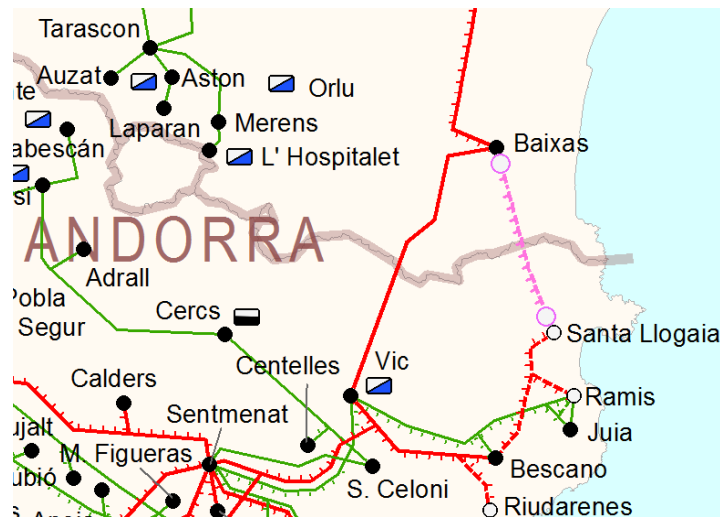 Tarascon
Auzat
Aston
Orlu
Laparan
Merens
Baixas
L' Hospitalet
ANDORRA
Adrall
Pobla
Segur
Cercs
Santa Llogaia
Centelles
Vic
Calders
Sentmenat
Ramis
Juia
M. Figueras
Bescano
S. Celoni
Riudarenes